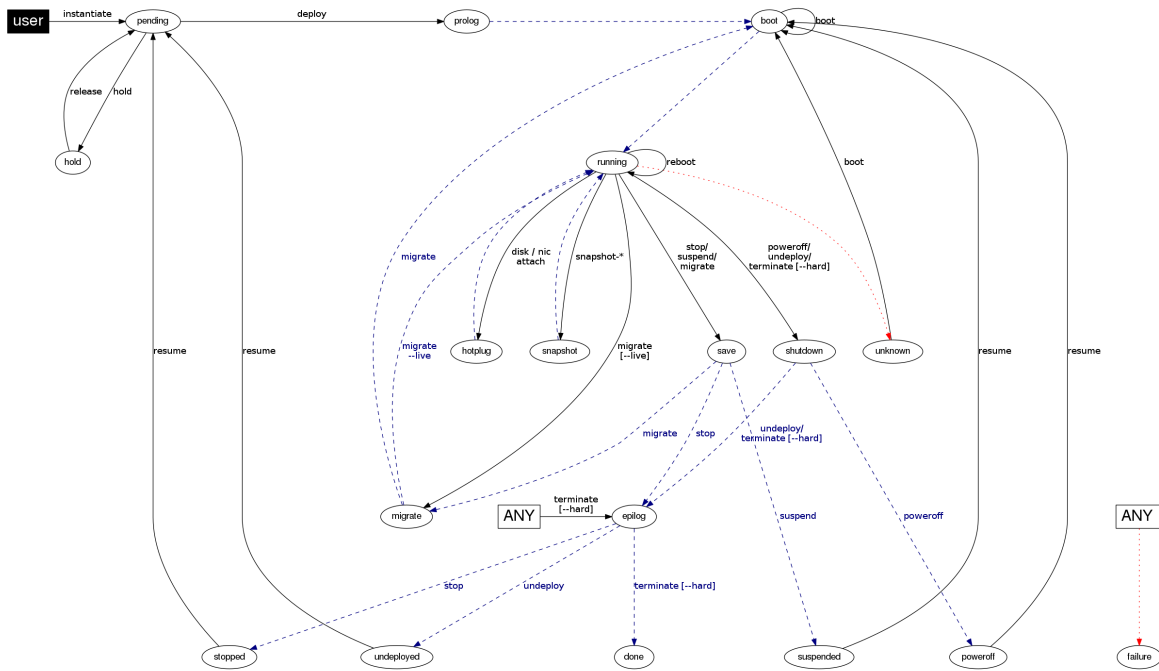 user
instantiate
pending
deploy
prolog
boot
boot
release
hold
hold
running
reboot
boot
migrate
disk / nic
attach
snapshot-*
stop/
suspend/
migrate
poweroff/
undeploy/
terminate [--hard]
resume
resume
migrate
--live
hotplug
snapshot
migrate
[--live]
save
shutdown
unknown
resume
resume
migrate
stop
undeploy/
terminate [--hard]
migrate
ANY
terminate
[--hard]
epilog
suspend
poweroff
ANY
stop
undeploy
terminate [--hard]
stopped
undeployed
done
suspended
poweroff
failure